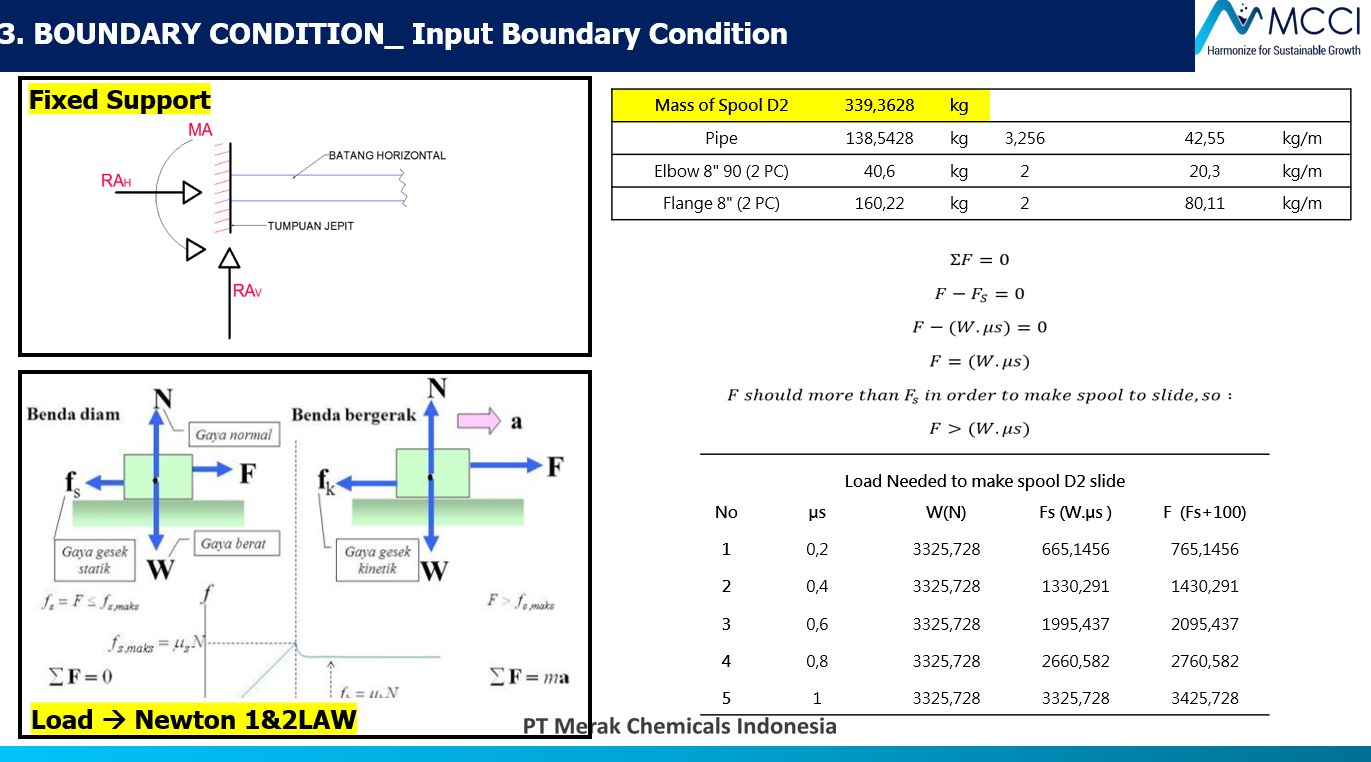 3. BOUNDARY CONDITION_ Input Boundary Condition
MCCI
Harmonize for Sustainable Growth
Fixed Support
MA
BATANG HORIZONTAL
RAH
TUMPUAN JEPIT
RAV
Mass of Spool D2 339,3628 kg
Pipe 138,5428 kg 3,256 42,55 kg/m
Elbow 8" 90 (2 PC) 40,6 kg 2 20,3 kg/m
Flange 8" (2 PC) 160,22 kg 2 80,11 kg/m
ΣF = 0
F − Fs = 0
F − (W.μs) = 0
F = (W.μs)
F should more than Fs in order to make spool to slide, so :
F > (W.μs)
Load Needed to make spool D2 slide
No μs W(N) Fs (W.μs ) F (Fs+100)
1 0,2 3325,728 665,1456 765,1456
2 0,4 3325,728 1330,291 1430,291
3 0,6 3325,728 1995,437 2095,437
4 0,8 3325,728 2660,582 2760,582
5 1 3325,728 3325,728 3425,728
Benda diam
N
Gaya normal
F
fs
Gaya gesek
statik
W
Gaya berat
Benda bergerak
N
a
F
fk
Gaya gesek
kinetik
W
fs = F ≤ fs,maks
f
F > fs,maks
fs,maks = μsN
ΣF = 0
fk = μkN
ΣF = ma
Load → Newton 1&2LAW
PT Merak Chemicals Indonesia